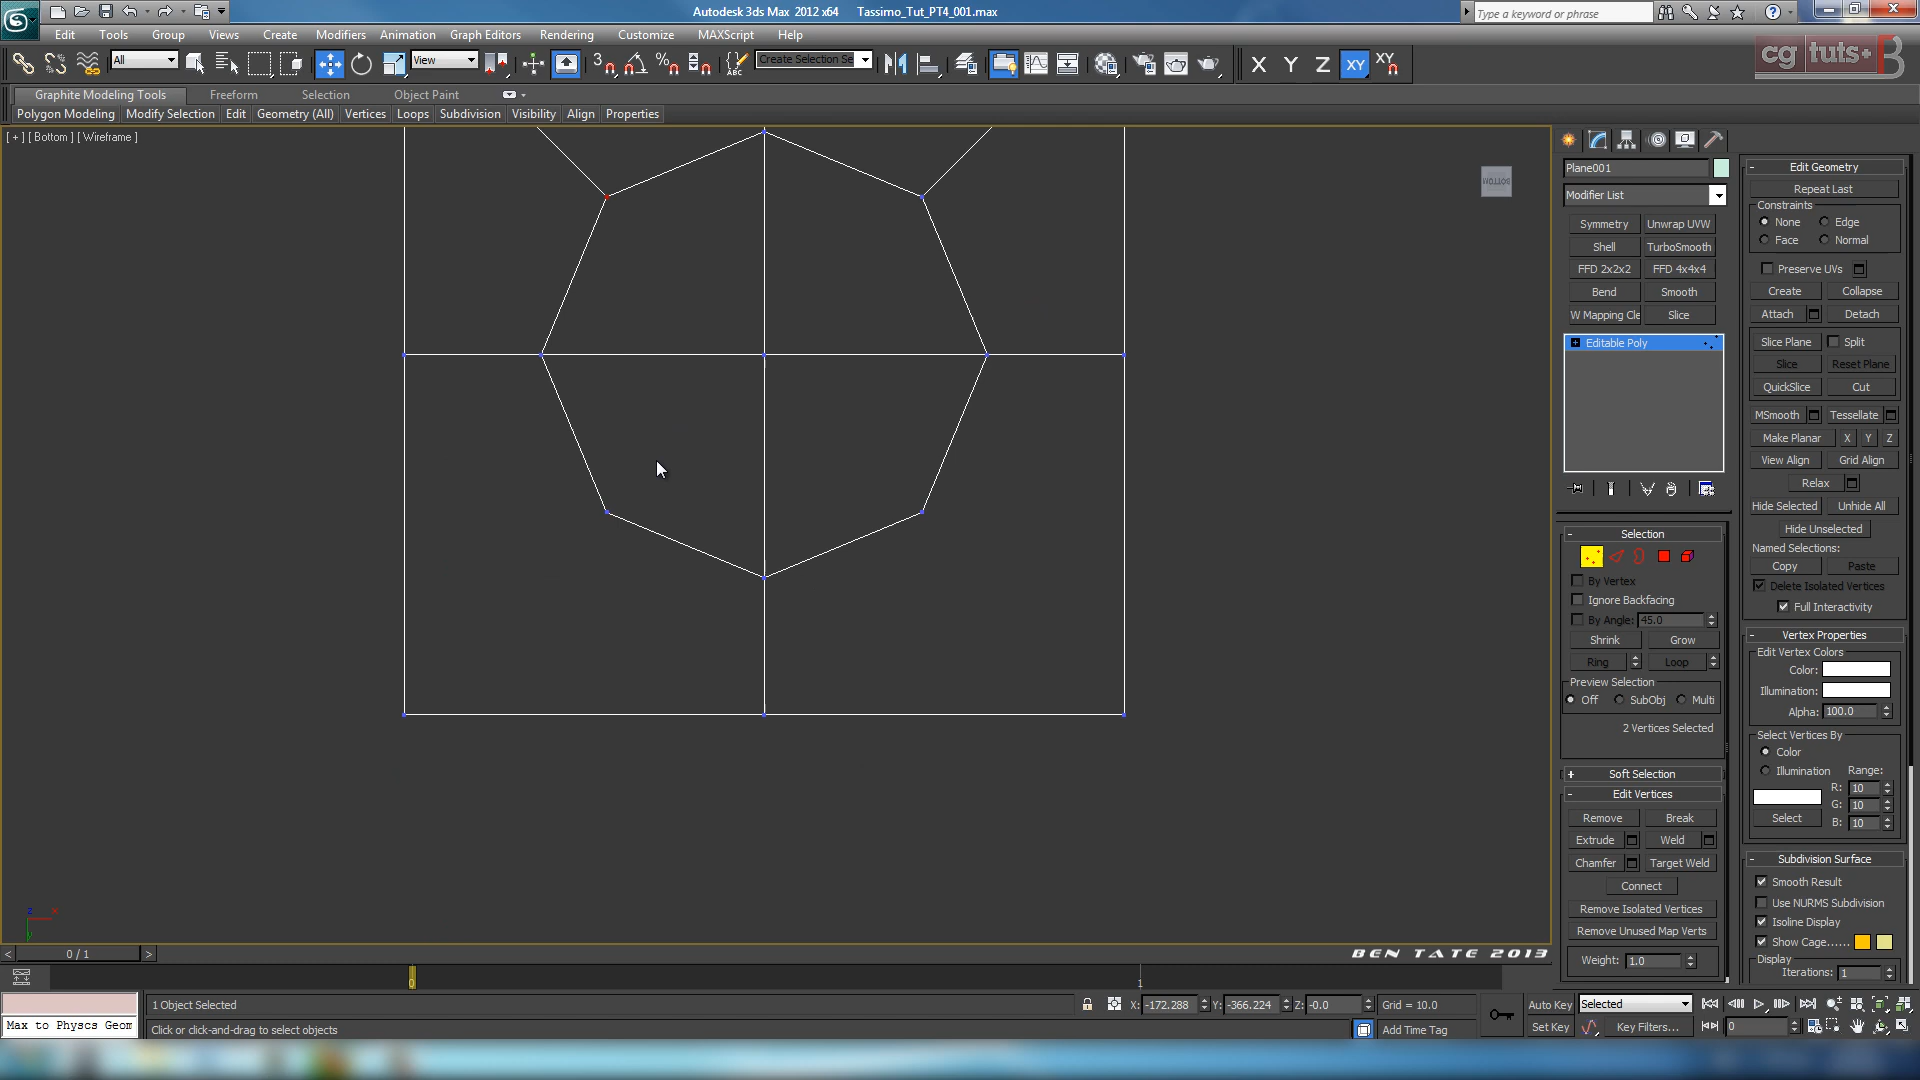 Autodesk 3ds Max 2012 x64 Tassimo_Tut_PT4_001.max
Type a keyword or phrase
Edit Tools Group Views Create Modifiers Animation Graph Editors Rendering Customize MAXScript Help
All View Create Selection Se X Y Z XY XY
cg tuts+
Graphite Modeling Tools Freeform Selection Object Paint
Polygon Modeling Modify Selection Edit Geometry (All) Vertices Loops Subdivision Visibility Align Properties
[ + ] [ Bottom ] [ Wireframe ]
BOTTOM
Plane001
Modifier List
Symmetry Unwrap UVW
Shell TurboSmooth
FFD 2x2x2 FFD 4x4x4
Bend Smooth
W Mapping Cle Slice
Editable Poly
Selection
By Vertex
Ignore Backfacing
By Angle: 45.0
Shrink Grow
Ring Loop
Preview Selection
Off SubObj Multi
2 Vertices Selected
Soft Selection
Edit Vertices
Remove Break
Extrude Weld
Chamfer Target Weld
Connect
Remove Isolated Vertices
Remove Unused Map Verts
Weight: 1.0
Edit Geometry
Repeat Last
Constraints
None Edge
Face Normal
Preserve UVs
Create Collapse
Attach Detach
Slice Plane Split
Slice Reset Plane
QuickSlice Cut
MSmooth Tessellate
Make Planar X Y Z
View Align Grid Align
Relax
Hide Selected Unhide All
Hide Unselected
Named Selections:
Copy Paste
Delete Isolated Vertices
Full Interactivity
Vertex Properties
Edit Vertex Colors
Color:
Illumination:
Alpha: 100.0
Select Vertices By
Color
Illumination Range:
R: 10
G: 10
Select B: 10
Subdivision Surface
Smooth Result
Use NURMS Subdivision
Isoline Display
Show Cage......
Display
Iterations: 1
z x y
< 0 / 1 >
BEN TATE 2013
0 1
1 Object Selected X: -172.288 Y: -366.224 Z: -0.0 Grid = 10.0 Auto Key Selected
Max to Physcs Geom Click or click-and-drag to select objects Add Time Tag Set Key Key Filters... 0